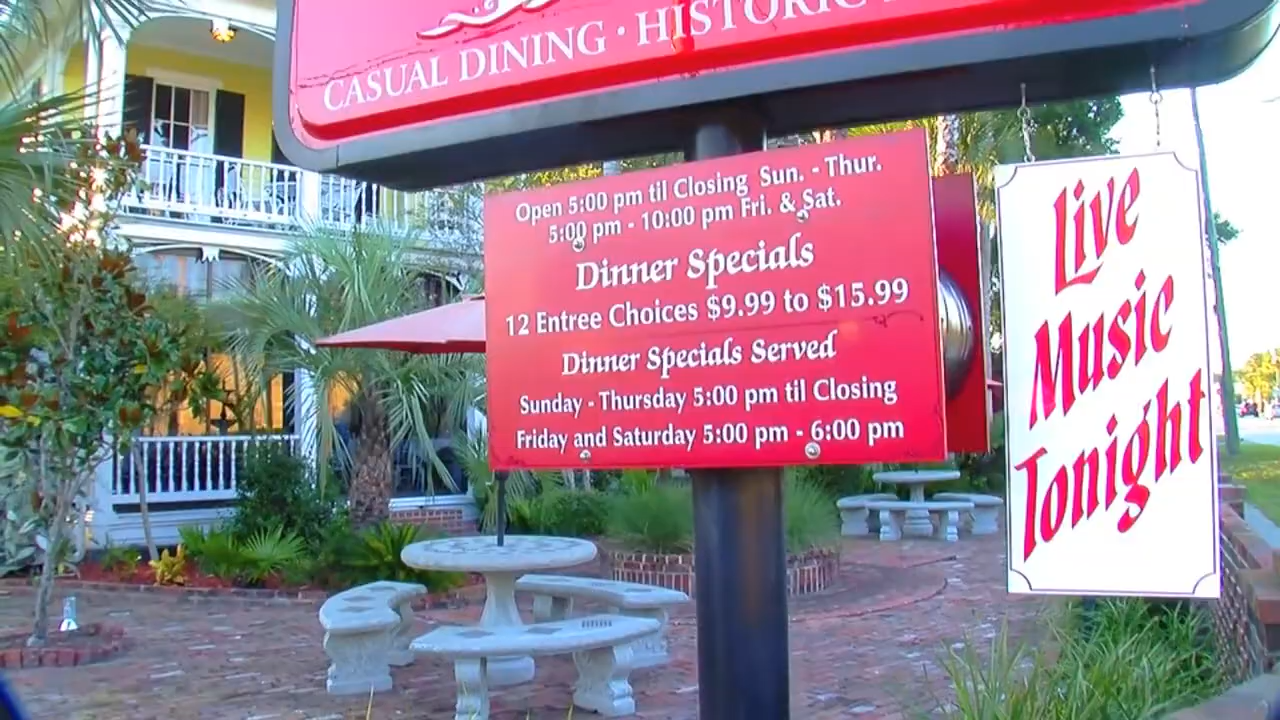 CASUAL DINING · HISTORIC
Open 5:00 pm til Closing Sun. - Thur.
5:00 pm - 10:00 pm Fri. & Sat.
Dinner Specials
12 Entree Choices $9.99 to $15.99
Dinner Specials Served
Sunday - Thursday 5:00 pm til Closing
Friday and Saturday 5:00 pm - 6:00 pm
Live
Music
Tonight